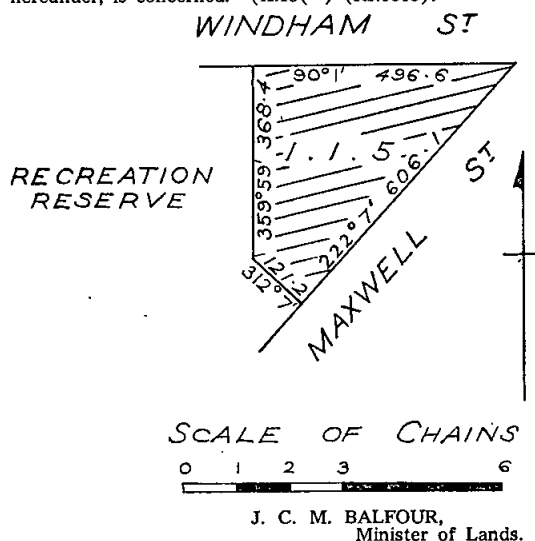 hereunder, is concerned.
WINDHAM ST
90°1' 496·6
368·4
1. 1. 5
359°59'
606·1
222°7'
RECREATION
RESERVE
MAXWELL ST
121·2
312°7'
SCALE OF CHAINS
0 1 2 3 6
J. C. M. BALFOUR,
Minister of Lands.